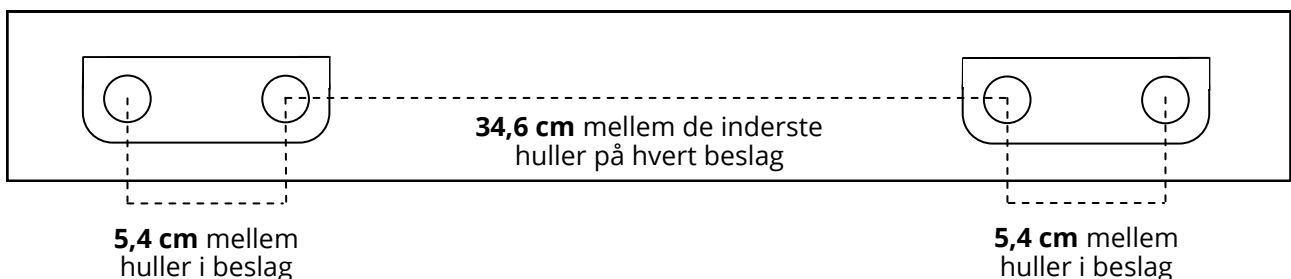 34,6 cm mellem de inderste
huller på hvert beslag
5,4 cm mellem
huller i beslag
5,4 cm mellem
huller i beslag